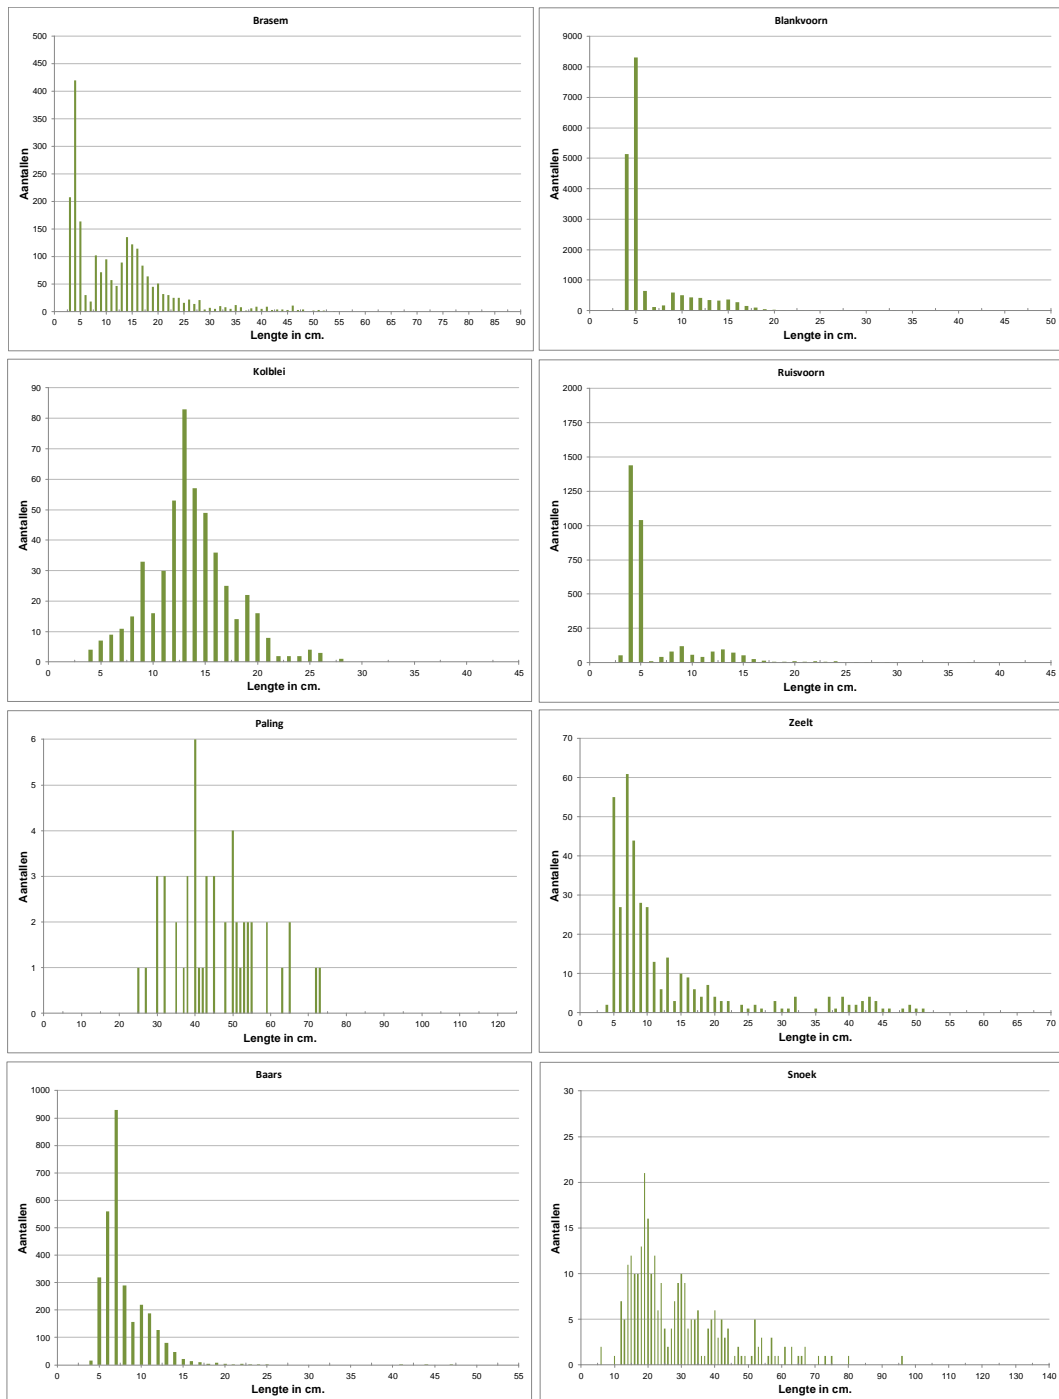 Brasem
500
450
400
350
300
250
200
150
100
50
0
0 5 10 15 20 25 30 35 40 45 50 55 60 65 70 75 80 85 90
Aantallen
Lengte in cm.
Blankvoorn
9000
8000
7000
6000
5000
4000
3000
2000
1000
0
0 5 10 15 20 25 30 35 40 45 50
Aantallen
Lengte in cm.
Kolblei
90
80
70
60
50
40
30
20
10
0
0 5 10 15 20 25 30 35 40 45
Aantallen
Lengte in cm.
Ruisvoorn
2000
1750
1500
1250
1000
750
500
250
0
0 5 10 15 20 25 30 35 40 45
Aantallen
Lengte in cm.
Paling
6
5
4
3
2
1
0
0 10 20 30 40 50 60 70 80 90 100 110 120
Aantallen
Lengte in cm.
Zeelt
70
60
50
40
30
20
10
0
0 5 10 15 20 25 30 35 40 45 50 55 60 65 70
Aantallen
Lengte in cm.
Baars
1000
900
800
700
600
500
400
300
200
100
0
0 5 10 15 20 25 30 35 40 45 50 55
Aantallen
Lengte in cm.
Snoek
30
25
20
15
10
5
0
0 10 20 30 40 50 60 70 80 90 100 110 120 130 140
Aantallen
Lengte in cm.